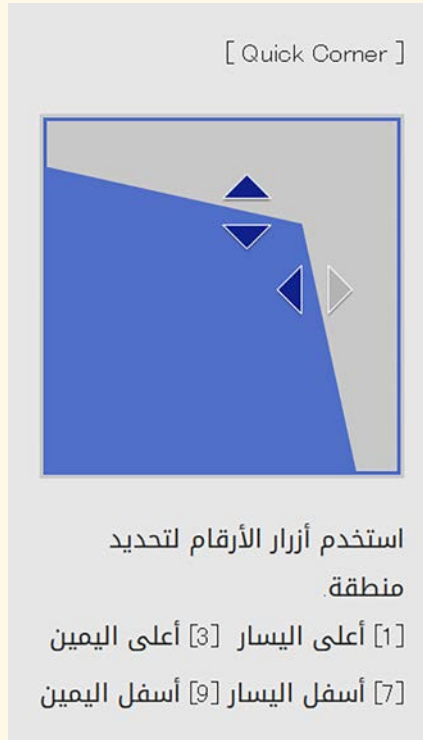 [ Quick Corner ]
استخدم أزرار الأرقام لتحديد
منطقة.
[1] أعلى اليسار [3] أعلى اليمين
[7] أسفل اليسار [9] أسفل اليمين